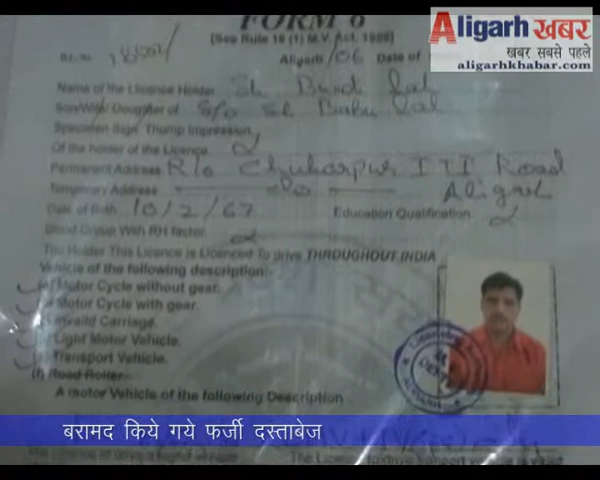 FORM 6
Aligarh खबर
खबर सबसे पहले
aligarhkhabar.com
[See Rule 16 (1) M.V. Act. 1988]
Aligarh/06 Date of
Name of the Licence Holder Sh Bundi Lal
Son/Wife/Daughter of S/o Sh Babu Lal
Specimen Sign. Thump Impression
Of the holder of the Licence
Permanent Address R/o Chuharpur ITI Road
Temporary Address Aligarh
Date of Birth 10/2/67 Education Qualification
Blood Group With RH factor
The Holder This Licence is Licenced To drive THROUGHOUT INDIA
Vehicle of the following description:-
(a) Motor Cycle without gear.
Motor Cycle with gear.
Invaild Carriage.
Light Motor Vehicle.
Transport Vehicle.
(f) Road Roller
A motor Vehicle of the following Description
बरामद किये गये फर्जी दस्ताबेज